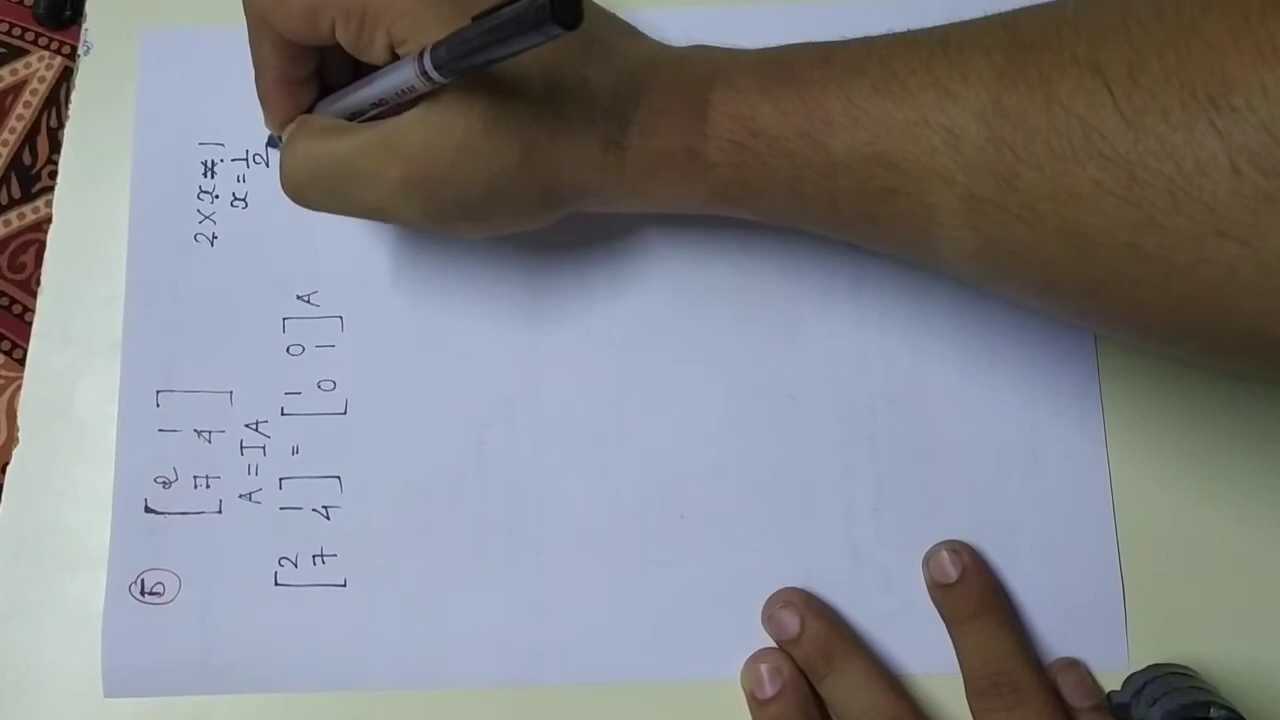 5
[2 1
7 4]
A = IA
[2 1
7 4] = [1 0
0 1] A
2 × x = 1
x = 1/2